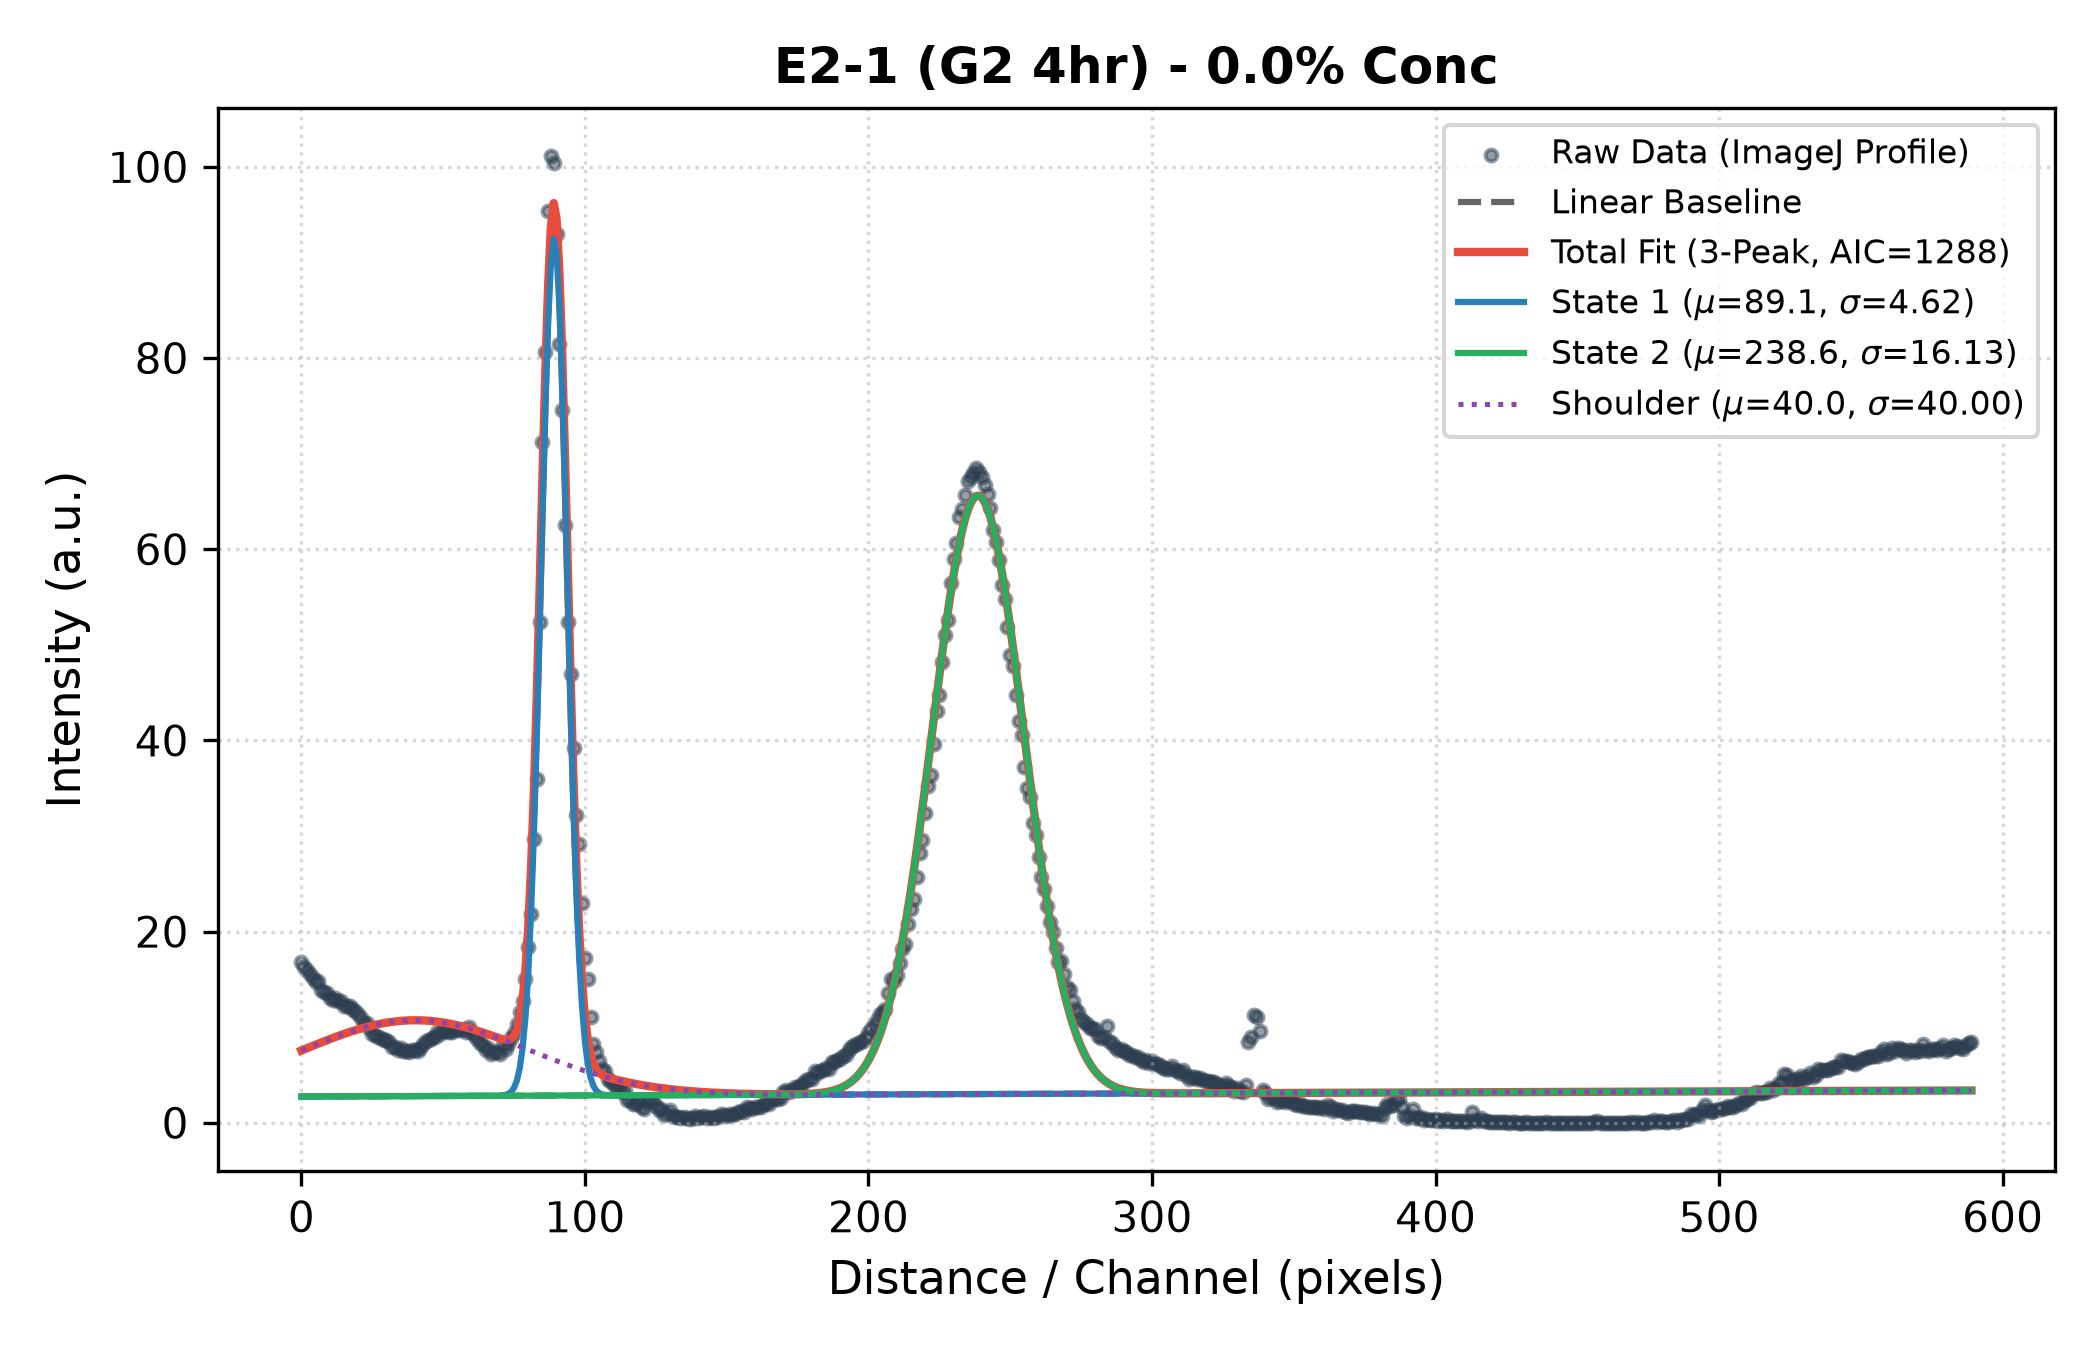 E2-1 (G2 4hr) - 0.0% Conc
Raw Data (ImageJ Profile)
Linear Baseline
Total Fit (3-Peak, AIC=1288)
State 1 (μ=89.1, σ=4.62)
State 2 (μ=238.6, σ=16.13)
Shoulder (μ=40.0, σ=40.00)
Intensity (a.u.)
100
80
60
40
20
0
0 100 200 300 400 500 600
Distance / Channel (pixels)